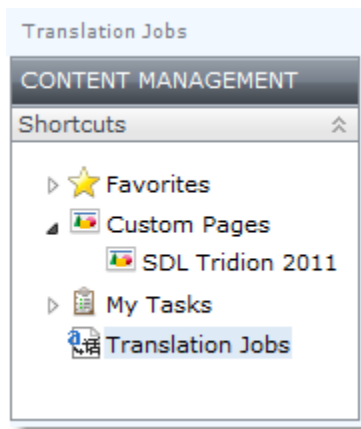 Translation Jobs
CONTENT MANAGEMENT
Shortcuts
Favorites
Custom Pages
SDL Tridion 2011
My Tasks
Translation Jobs